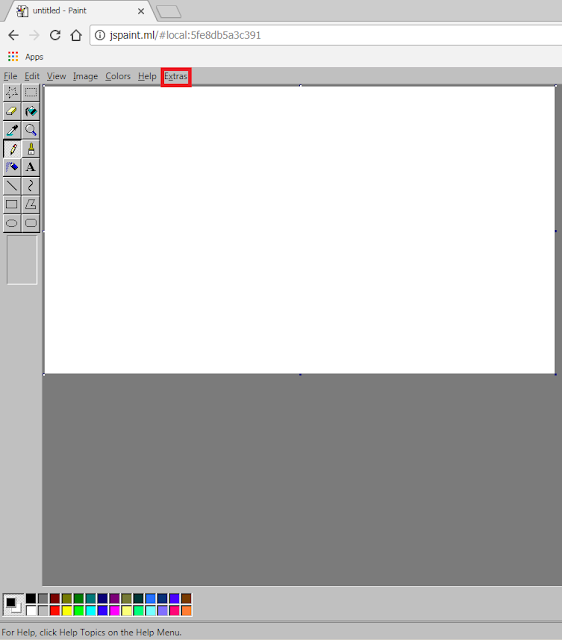 untitled - Paint
jspaint.ml/#local:5fe8db5a3c391
Apps
File Edit View Image Colors Help Extras
A
For Help, click Help Topics on the Help Menu.